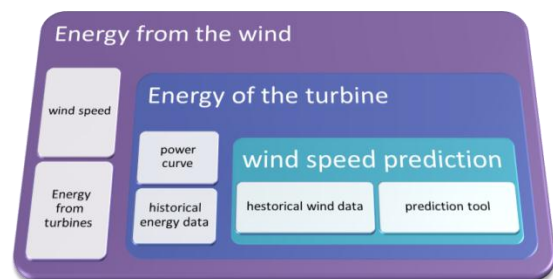 Energy from the wind
wind speed
Energy
from
turbines
Energy of the turbine
power
curve
historical
energy data
wind speed prediction
hestorical wind data
prediction tool